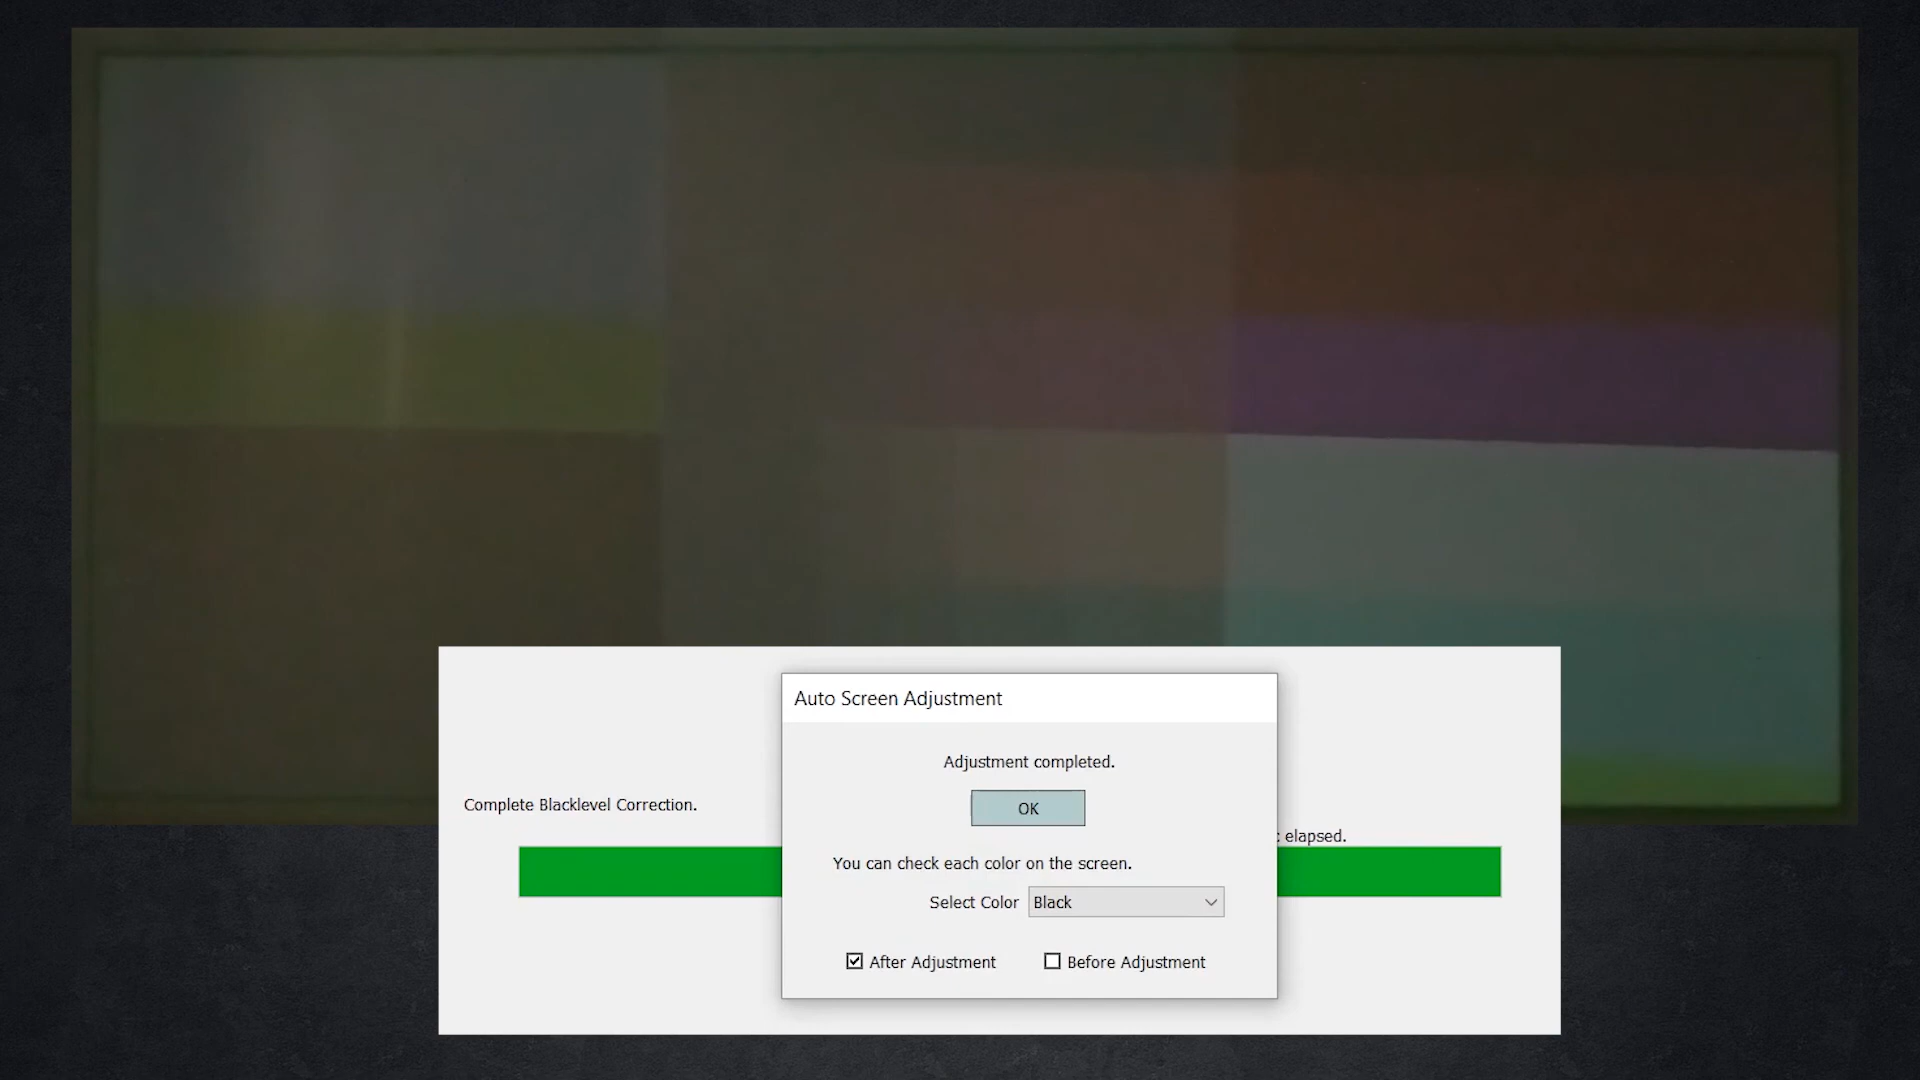 Auto Screen Adjustment
Adjustment completed.
OK
Complete Blacklevel Correction.
: elapsed.
You can check each color on the screen.
Select Color Black
After Adjustment Before Adjustment